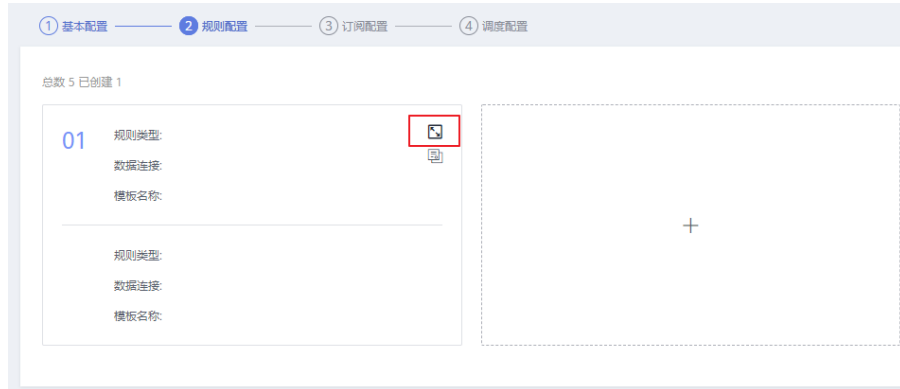 1 基本配置 2 规则配置 3 订阅配置 4 调度配置
总数 5 已创建 1
01 规则类型:
数据连接:
模板名称:
规则类型:
数据连接:
模板名称: